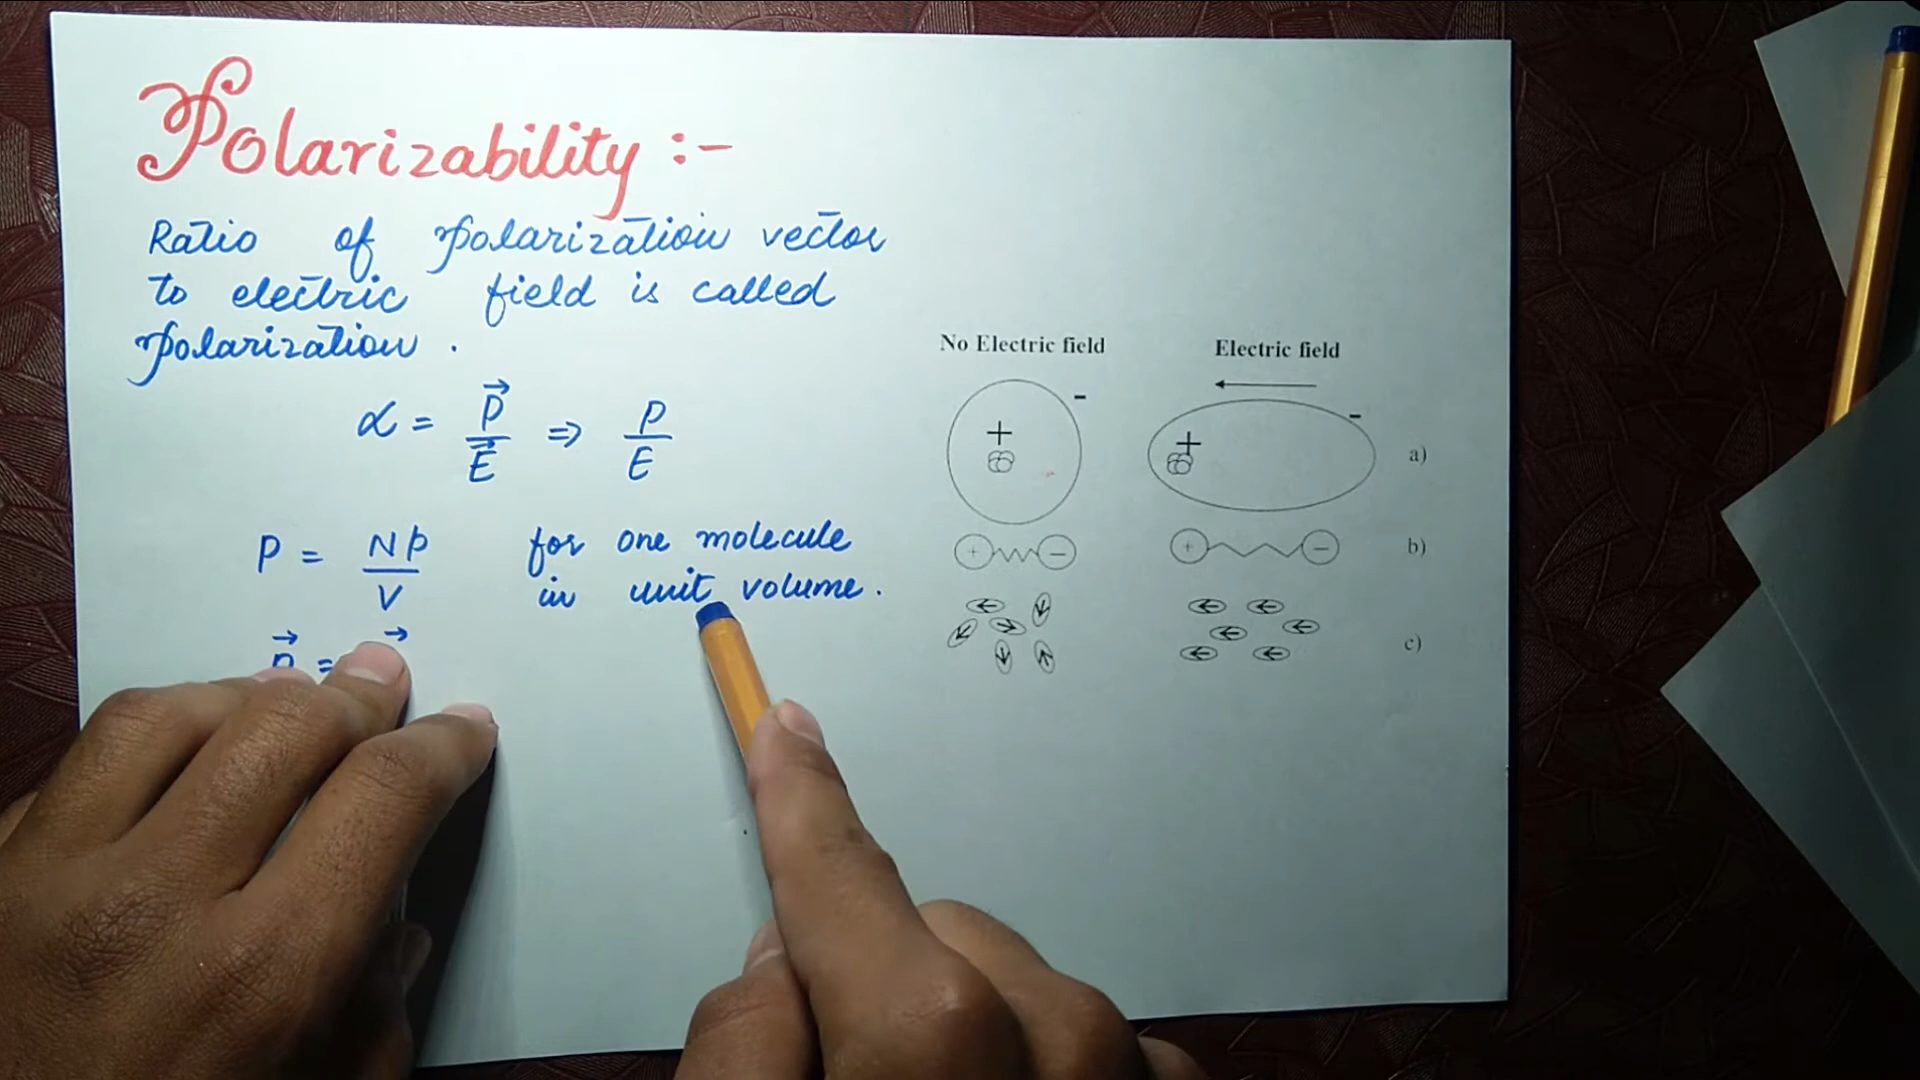 Polarizability :-
Ratio of polarization vector
to electric field is called
polarization .
α = P⃗ / E⃗ ⇒ P / E
P = Np / V for one molecule
in unit volume .
No Electric field Electric field
+ - + -
a)
+ − + −
b)
c)